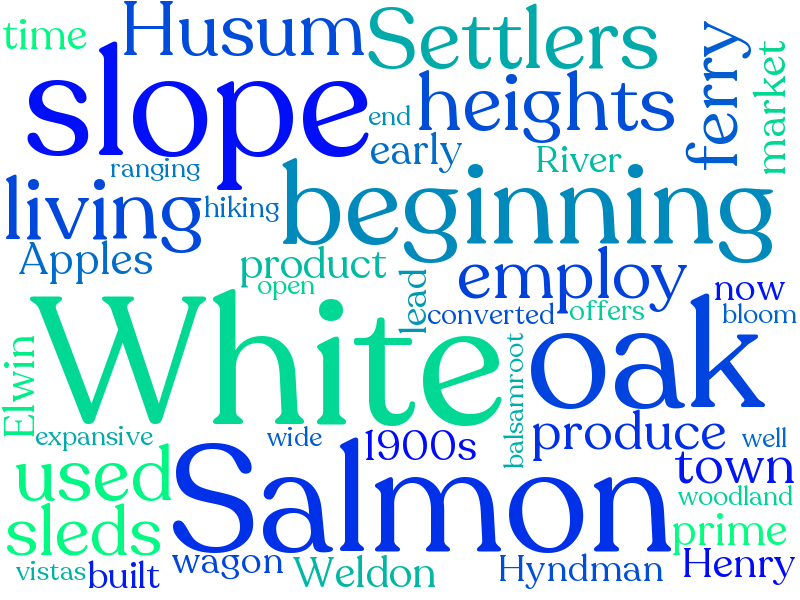 time
Husum
Settlers
ferry
market
slope
end
heights
early
River
ranging
living
hiking
beginning
Apples
product
open
lead
employ
now
converted
offers
bloom
White
oak
Elwin
expansive
wide
1900s
balsamroot
produce
well
used
Salmon
town
woodland
sleds
prime
vistas
built
wagon
Weldon
Hyndman
Henry